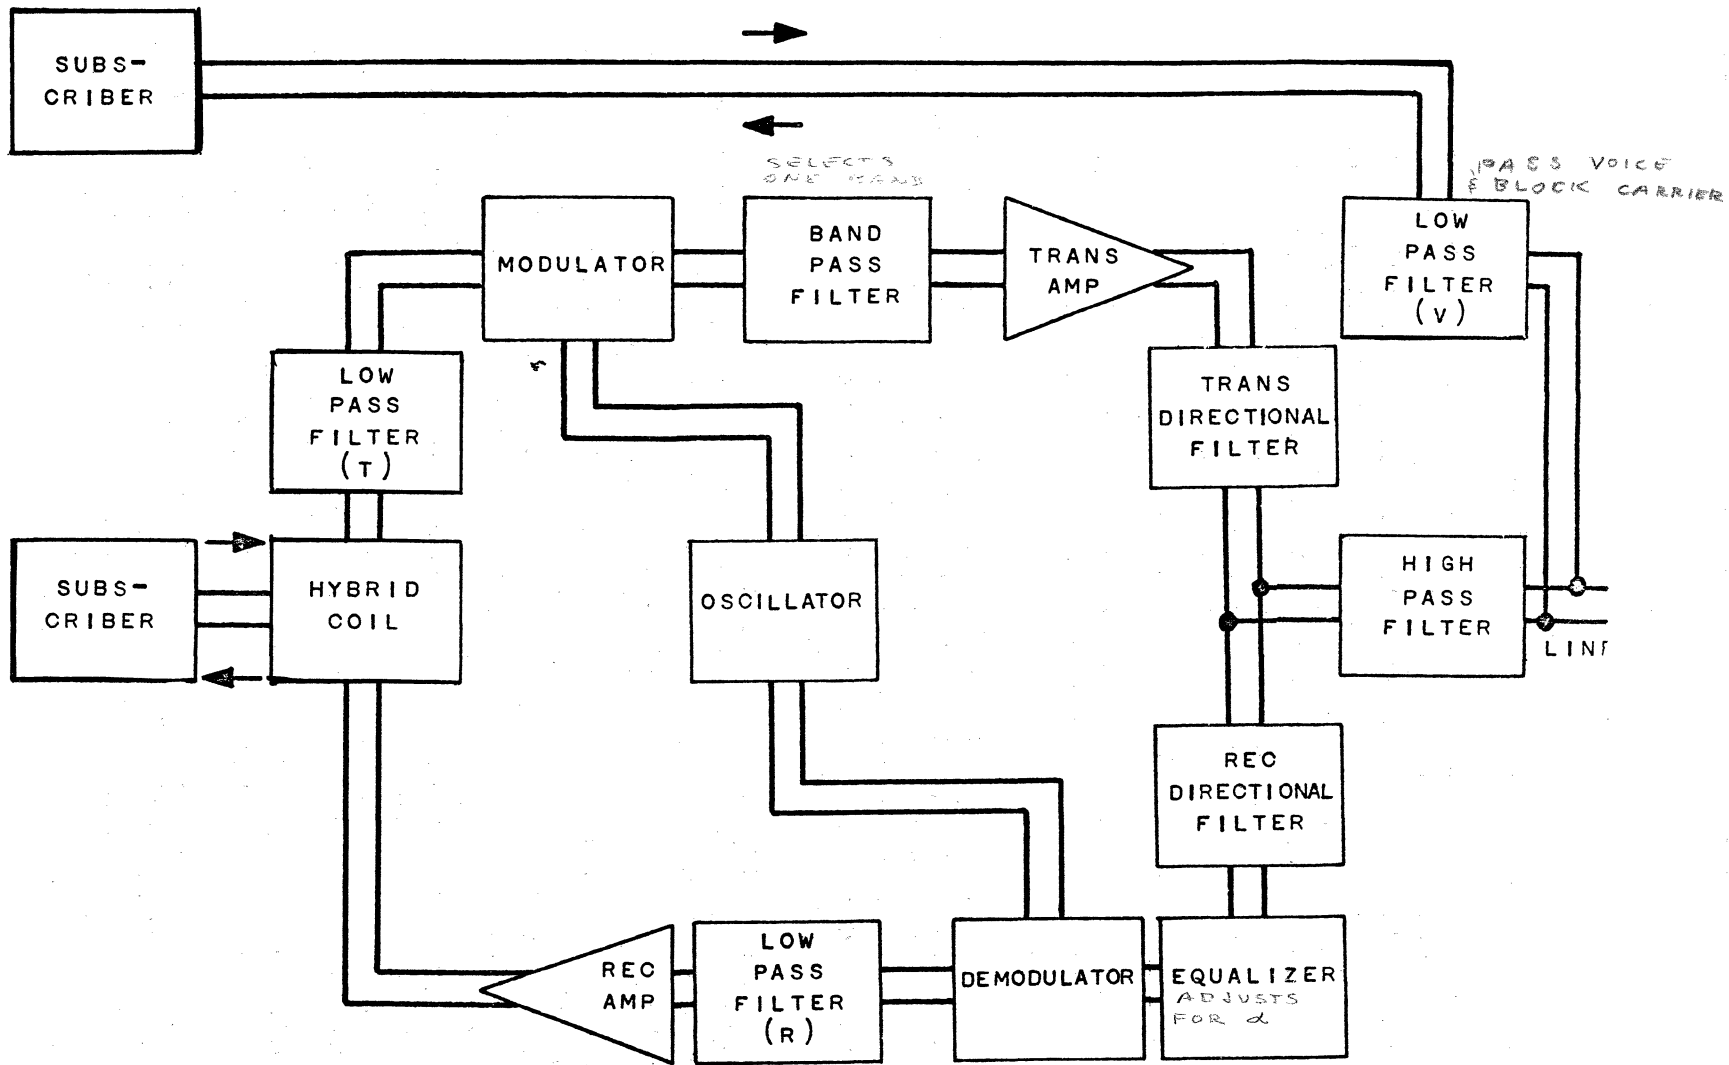 SUBS-
CRIBER
SELECTS
ONE BAND
PASS VOICE
& BLOCK CARRIER
MODULATOR
BAND
PASS
FILTER
TRANS
AMP
LOW
PASS
FILTER
(V)
LOW
PASS
FILTER
(T)
TRANS
DIRECTIONAL
FILTER
SUBS-
CRIBER
HYBRID
COIL
OSCILLATOR
HIGH
PASS
FILTER
LINE
REC
DIRECTIONAL
FILTER
REC
AMP
LOW
PASS
FILTER
(R)
DEMODULATOR
EQUALIZER
ADJUSTS
FOR α